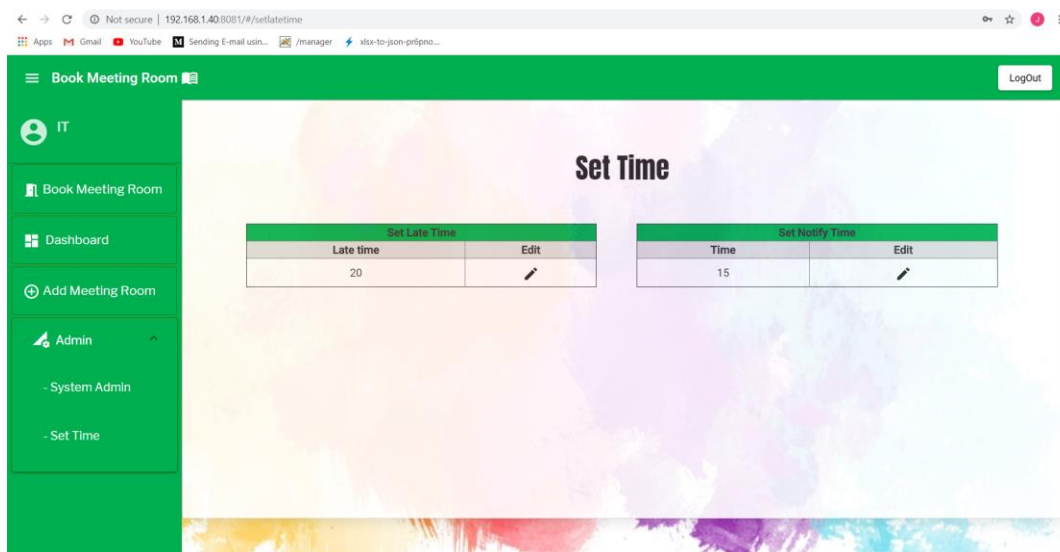 Not secure | 192.168.1.40:8081/#/setlatetime
Apps Gmail YouTube Sending E-mail usin... /manager xlsx-to-json-pr6pno...
Book Meeting Room LogOut
IT
Book Meeting Room
Dashboard
Add Meeting Room
Admin
- System Admin
- Set Time
Set Time
Set Late Time
Late time Edit
20
Set Notify Time
Time Edit
15